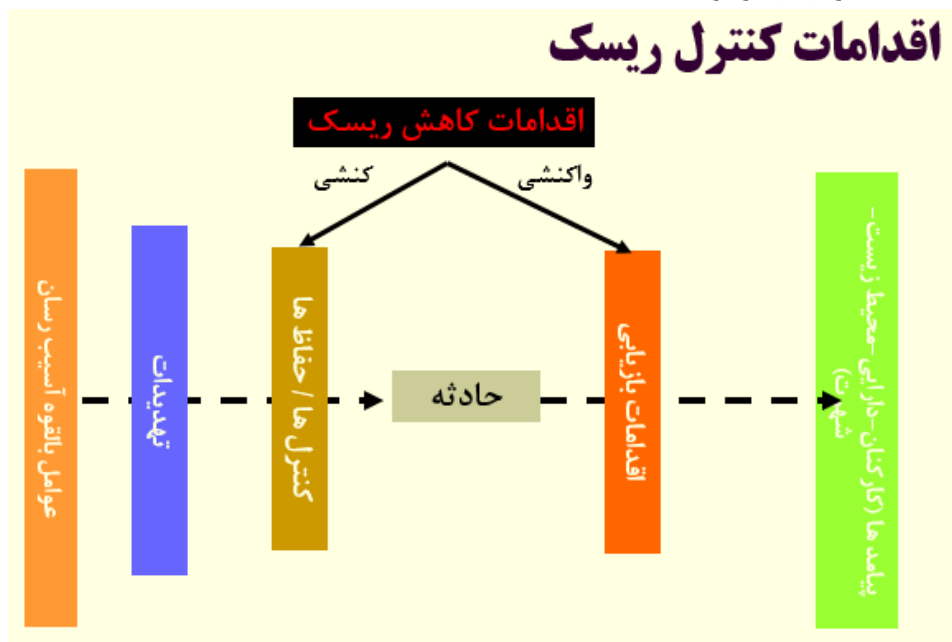 اقدامات کنترل ریسک
اقدامات کاهش ریسک
واکنشی
کنشی
عوامل بالقوه آسیب رسان
تهدیدات
کنترل ها / حفاظ ها
حادثه
اقدامات بازیابی
پیامد ها (کارکنان-دارایی-محیط زیست-
شهرت)